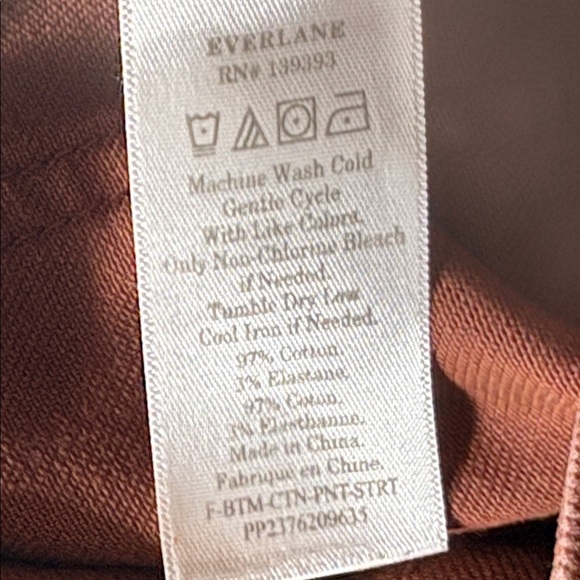 EVERLANE
RN# 139393
Machine Wash Cold
Gentle Cycle
With Like Colors.
Only Non-Chlorine Bleach
if Needed.
Tumble Dry Low
Cool Iron if Needed.
97% Cotton.
3% Elastane.
97% Coton.
3% Elasthanne.
Made in China.
Fabriqué en Chine.
F-BTM-CTN-PNT-STRT
PP2376209635